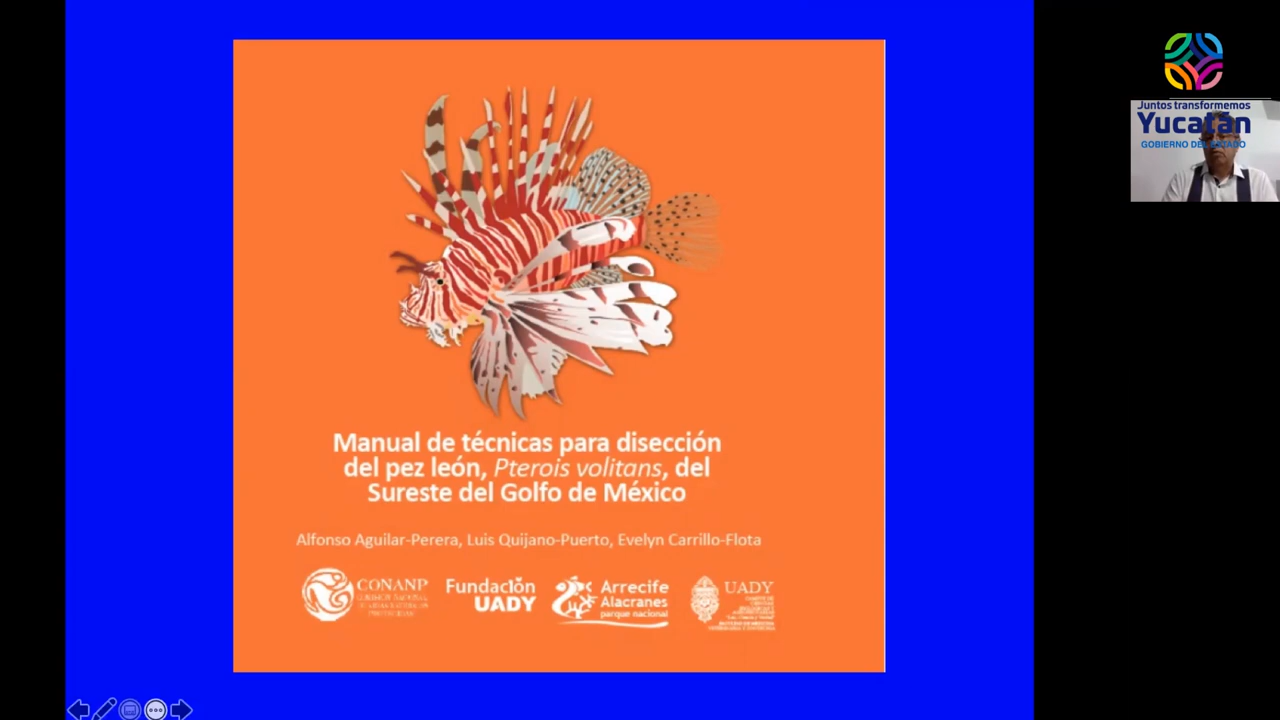 Manual de técnicas para disección
del pez león, Pterois volitans, del
Sureste del Golfo de México
Alfonso Aguilar-Perera, Luis Quijano-Puerto, Evelyn Carrillo-Flota
CONANP
Fundación
UADY
Arrecife
Alacranes
parque nacional
UADY
Juntos transformemos
Yucatán
GOBIERNO DEL ESTADO